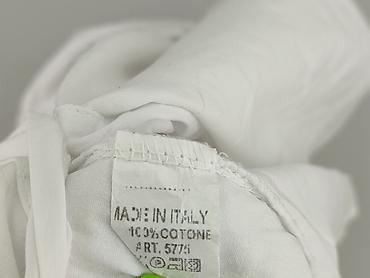 MADE IN ITALY
100% COTONE
ART. 5775